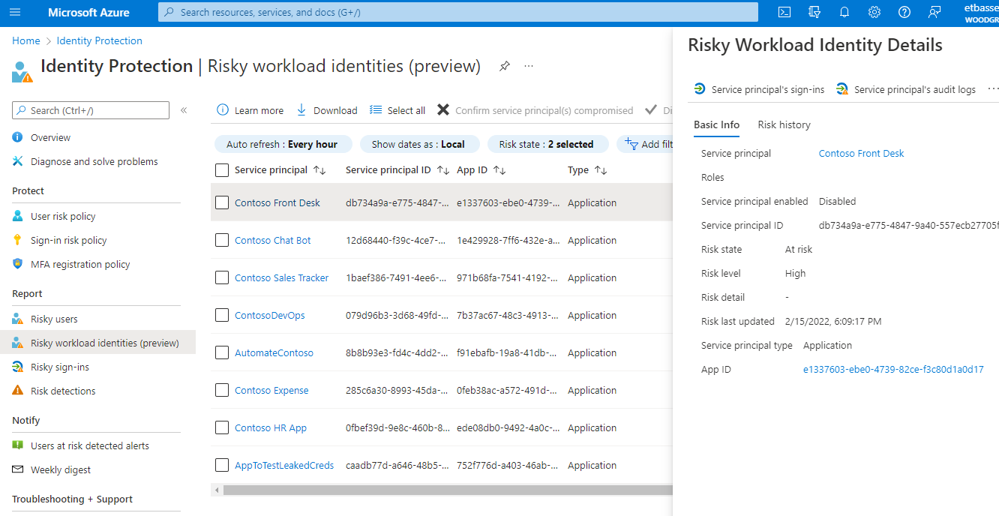 Microsoft Azure
Search resources, services, and docs (G+/)
etbasse
WOODGR
Home > Identity Protection
Identity Protection | Risky workload identities (preview)
...
Search (Ctrl+/)
«
Overview
Diagnose and solve problems
Protect
User risk policy
Sign-in risk policy
MFA registration policy
Report
Risky users
Risky workload identities (preview)
Risky sign-ins
Risk detections
Notify
Users at risk detected alerts
Weekly digest
Troubleshooting + Support
Learn more Download Select all Confirm service principal(s) compromised Di
Auto refresh : Every hour Show dates as : Local Risk state : 2 selected Add filt
Service principal ↑↓ Service principal ID ↑↓ App ID ↑↓ Type ↑↓
Contoso Front Desk db734a9a-e775-4847-... e1337603-ebe0-4739-... Application
Contoso Chat Bot 12d68440-f39c-4ce7-... 1e429928-7ff6-432e-a... Application
Contoso Sales Tracker 1baef386-7491-4ee6-... 971b68fa-7541-4192-... Application
ContosoDevOps 079d96b3-3d68-49fd-... 7b37ac67-48c3-4913-... Application
AutomateContoso 8b8b93e3-fd4c-4dd2-... f91ebafb-19a8-41db-... Application
Contoso Expense 285c6a30-8993-45da-... 0feb38ac-a572-491d-... Application
Contoso HR App 0fbef39d-9e8c-460b-8... ede08db0-9492-4a0c-... Application
AppToTestLeakedCreds caadb77d-a646-48b5-... 752f776d-a403-46ab-... Application
Risky Workload Identity Details
Service principal's sign-ins Service principal's audit logs ...
Basic Info Risk history
Service principal Contoso Front Desk
Roles
Service principal enabled Disabled
Service principal ID db734a9a-e775-4847-9a40-557ecb27705f
Risk state At risk
Risk level High
Risk detail -
Risk last updated 2/15/2022, 6:09:17 PM
Service principal type Application
App ID e1337603-ebe0-4739-82ce-f3c80d1a0d17